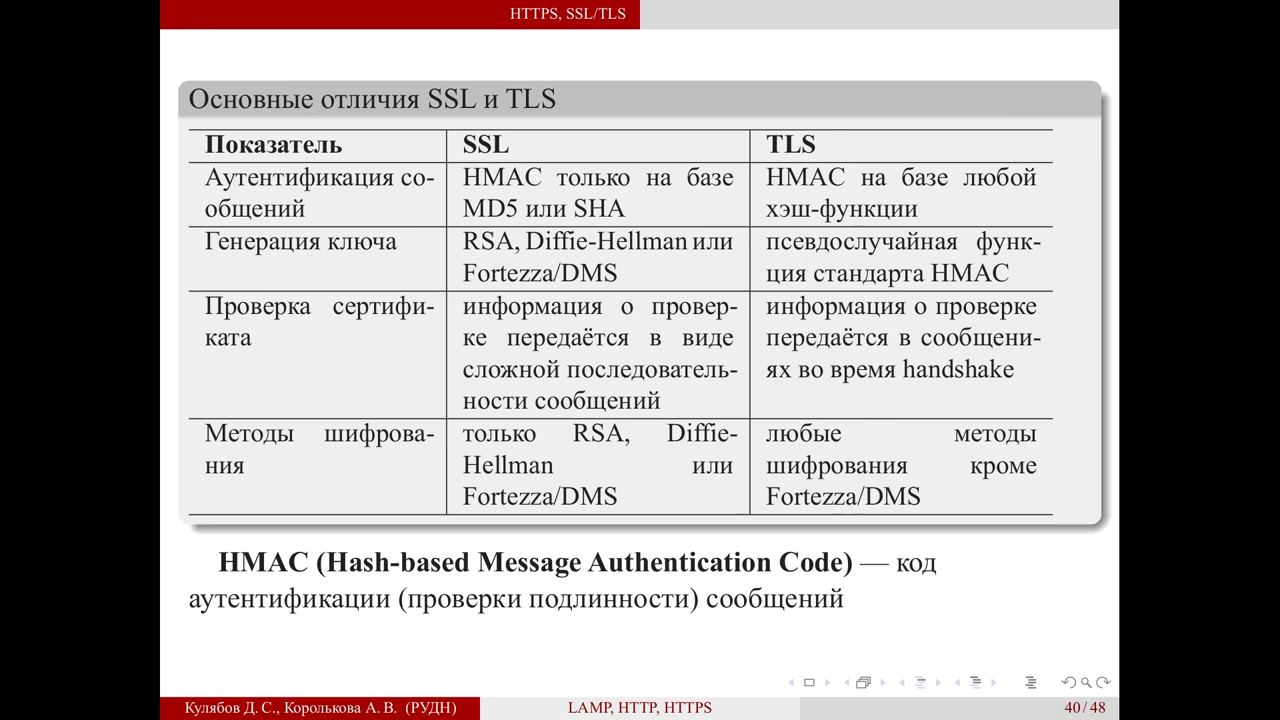 HTTPS, SSL/TLS
Основные отличия SSL и TLS
Показатель SSL TLS
Аутентификация со-
общений
HMAC только на базе
MD5 или SHA
HMAC на базе любой
хэш-функции
Генерация ключа
RSA, Diffie-Hellman или
Fortezza/DMS
псевдослучайная функ-
ция стандарта HMAC
Проверка сертифи-
ката
информация о провер-
ке передаётся в виде
сложной последователь-
ности сообщений
информация о проверке
передаётся в сообщени-
ях во время handshake
Методы шифрова-
ния
только RSA, Diffie-
Hellman или
Fortezza/DMS
любые методы
шифрования кроме
Fortezza/DMS
HMAC (Hash-based Message Authentication Code) — код
аутентификации (проверки подлинности) сообщений
Кулябов Д. С., Королькова А. В. (РУДН) LAMP, HTTP, HTTPS 40 / 48